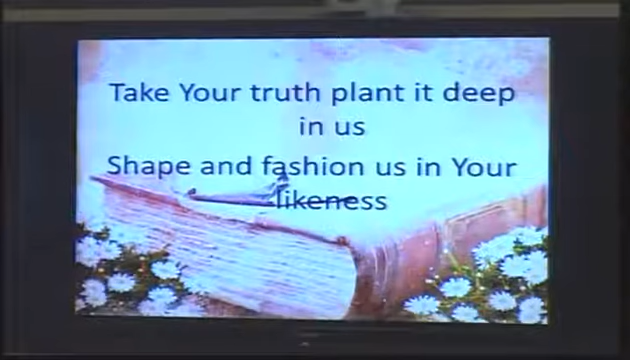 Take Your truth plant it deep
in us
Shape and fashion us in Your
likeness